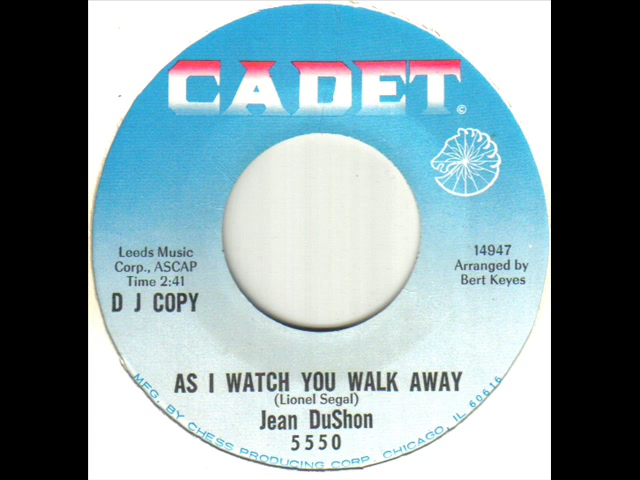 CADET
©
Leeds Music
Corp., ASCAP
Time 2:41
D J COPY
14947
Arranged by
Bert Keyes
AS I WATCH YOU WALK AWAY
(Lionel Segal)
Jean DuShon
5550
MFG. BY CHESS PRODUCING CORP. CHICAGO, IL 60616